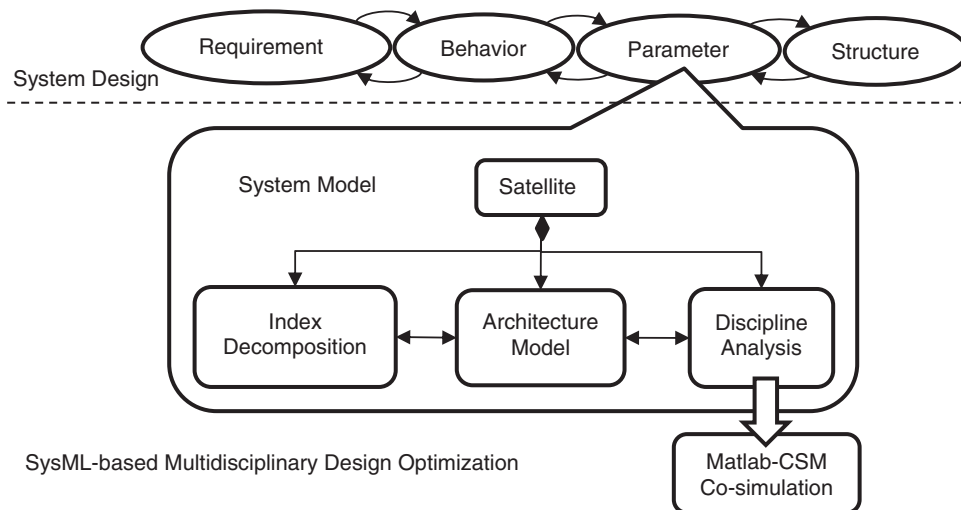 Requirement
Behavior
Parameter
Structure
System Design
System Model
Satellite
Index
Decomposition
Architecture
Model
Discipline
Analysis
SysML-based Multidisciplinary Design Optimization
Matlab-CSM
Co-simulation